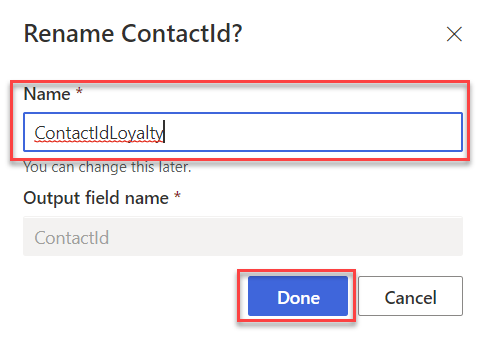 Rename ContactId?
Name *
ContactIdLoyalty
You can change this later.
Output field name *
ContactId
Done
Cancel